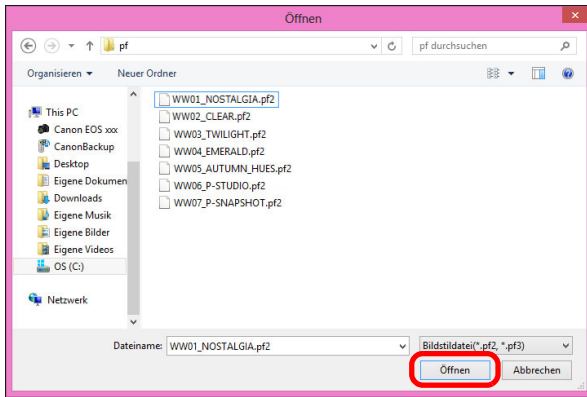 Öffnen
pf
pf durchsuchen
Organisieren
Neuer Ordner
This PC
Canon EOS xxx
CanonBackup
Desktop
Eigene Dokumen
Downloads
Eigene Musik
Eigene Bilder
Eigene Videos
OS (C:)
Netzwerk
WW01_NOSTALGIA.pf2
WW02_CLEAR.pf2
WW03_TWILIGHT.pf2
WW04_EMERALD.pf2
WW05_AUTUMN_HUES.pf2
WW06_P-STUDIO.pf2
WW07_P-SNAPSHOT.pf2
Dateiname: WW01_NOSTALGIA.pf2
Bildstildatei(*.pf2, *.pf3)
Öffnen
Abbrechen